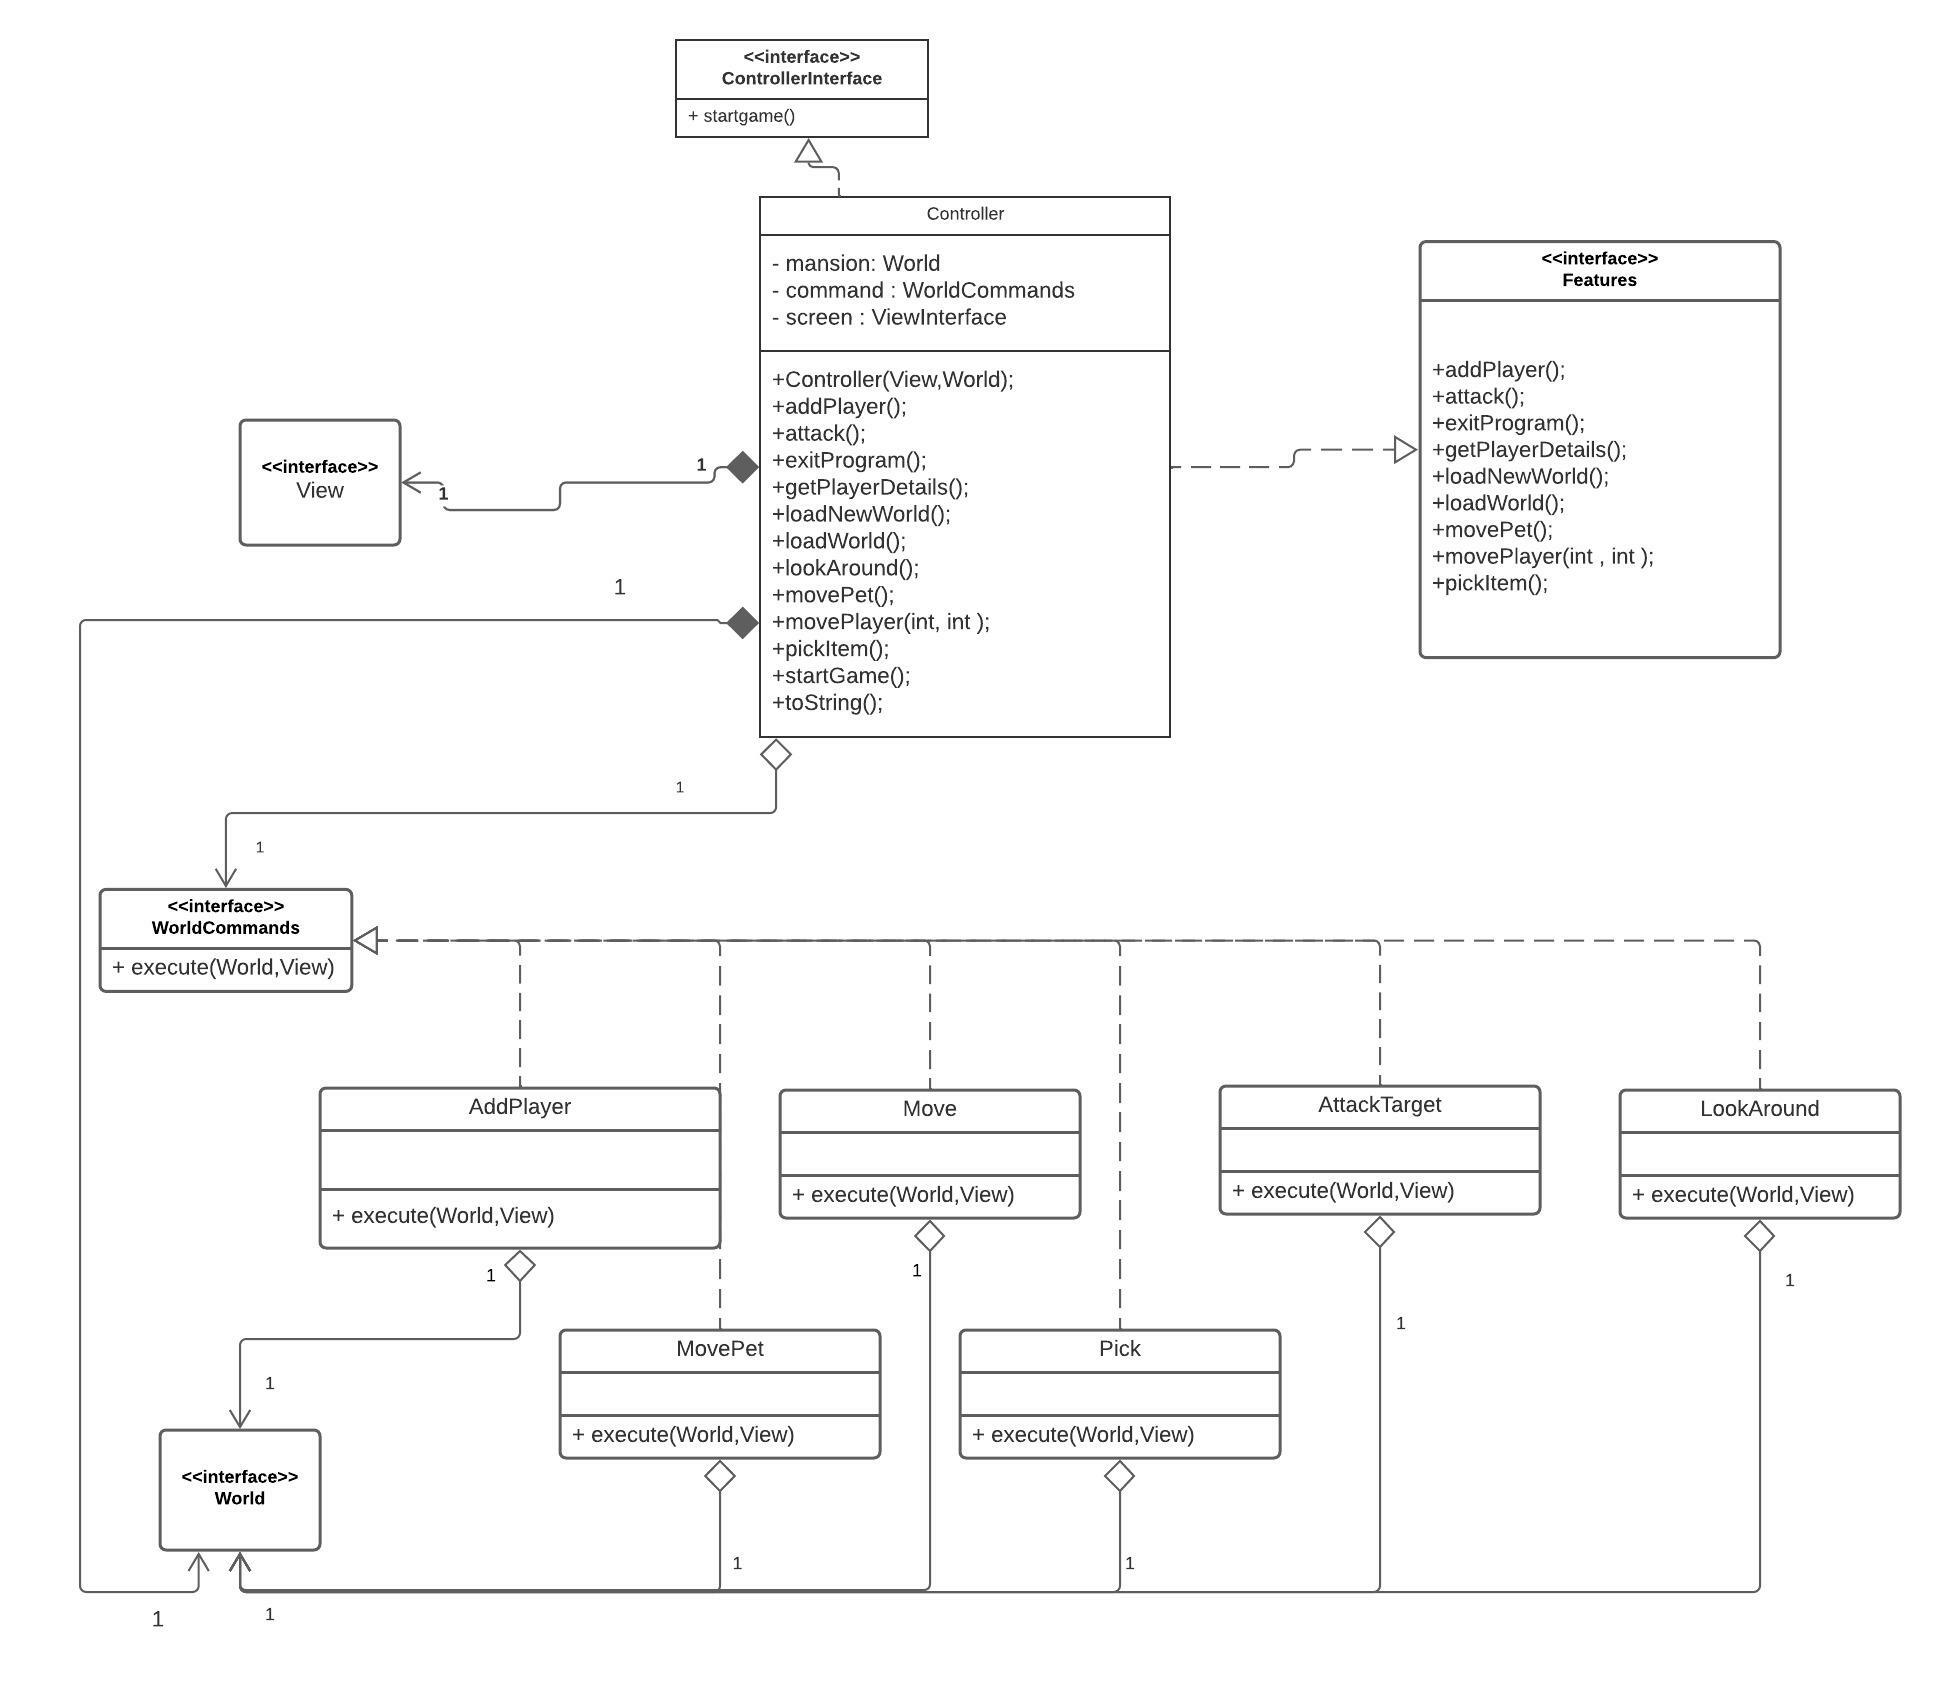 <<interface>>
ControllerInterface
+ startgame()
Controller
- mansion: World
- command : WorldCommands
- screen : ViewInterface
+Controller(View,World);
+addPlayer();
+attack();
+exitProgram();
+getPlayerDetails();
+loadNewWorld();
+loadWorld();
+lookAround();
+movePet();
+movePlayer(int, int );
+pickItem();
+startGame();
+toString();
<<interface>>
Features
+addPlayer();
+attack();
+exitProgram();
+getPlayerDetails();
+loadNewWorld();
+loadWorld();
+movePet();
+movePlayer(int , int );
+pickItem();
<<interface>>
View
1
1
1
1
1
<<interface>>
WorldCommands
+ execute(World,View)
AddPlayer
+ execute(World,View)
Move
+ execute(World,View)
AttackTarget
+ execute(World,View)
LookAround
+ execute(World,View)
1
1
1
1
1
MovePet
+ execute(World,View)
Pick
+ execute(World,View)
<<interface>>
World
1
1
1
1